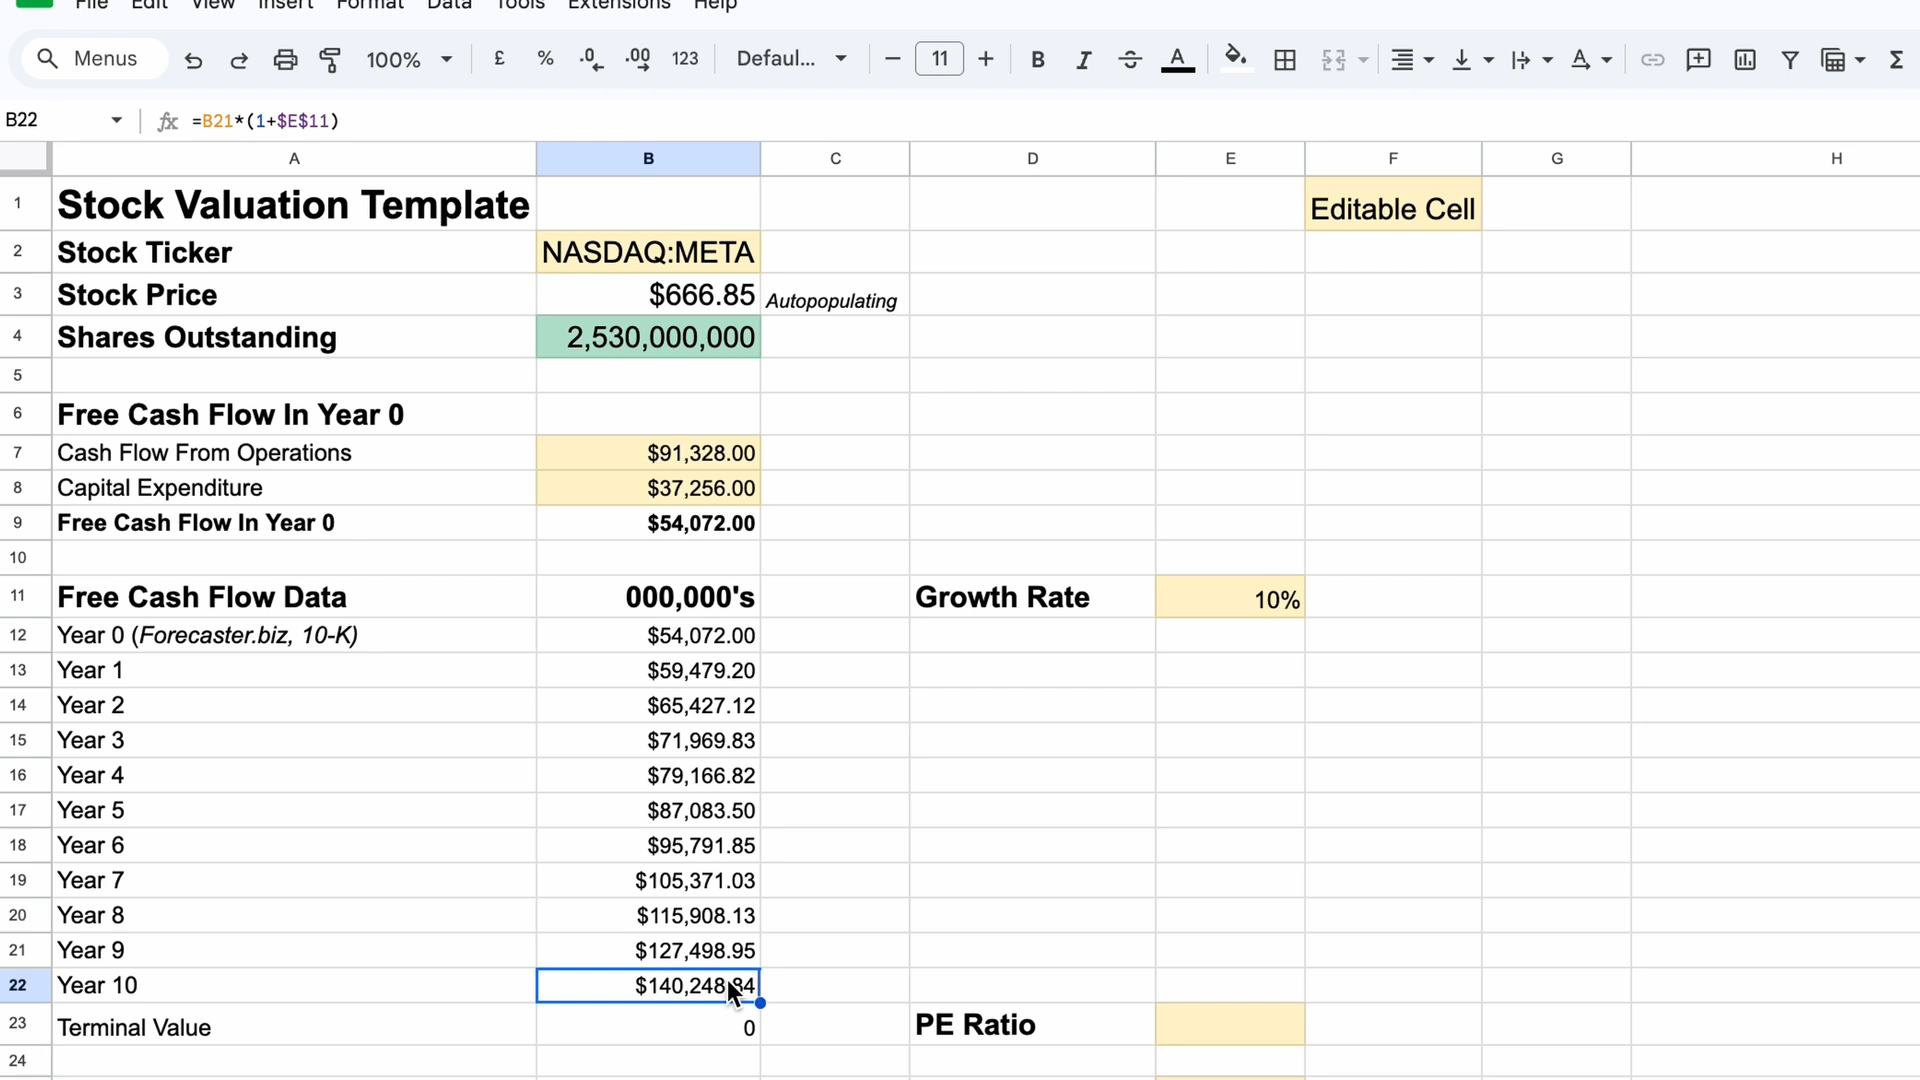 File Edit View Insert Format Data Tools Extensions Help
Menus 100% £ % .0 .00 123 Defaul... 11 B I A A Σ
B22 fx =B21*(1+$E$11)
A B C D E F G H
1 Stock Valuation Template Editable Cell
2 Stock Ticker NASDAQ:META
3 Stock Price $666.85 Autopopulating
4 Shares Outstanding 2,530,000,000
5
6 Free Cash Flow In Year 0
7 Cash Flow From Operations $91,328.00
8 Capital Expenditure $37,256.00
9 Free Cash Flow In Year 0 $54,072.00
10
11 Free Cash Flow Data 000,000's Growth Rate 10%
12 Year 0 (Forecaster.biz, 10-K) $54,072.00
13 Year 1 $59,479.20
14 Year 2 $65,427.12
15 Year 3 $71,969.83
16 Year 4 $79,166.82
17 Year 5 $87,083.50
18 Year 6 $95,791.85
19 Year 7 $105,371.03
20 Year 8 $115,908.13
21 Year 9 $127,498.95
22 Year 10 $140,248.84
23 Terminal Value 0 PE Ratio
24